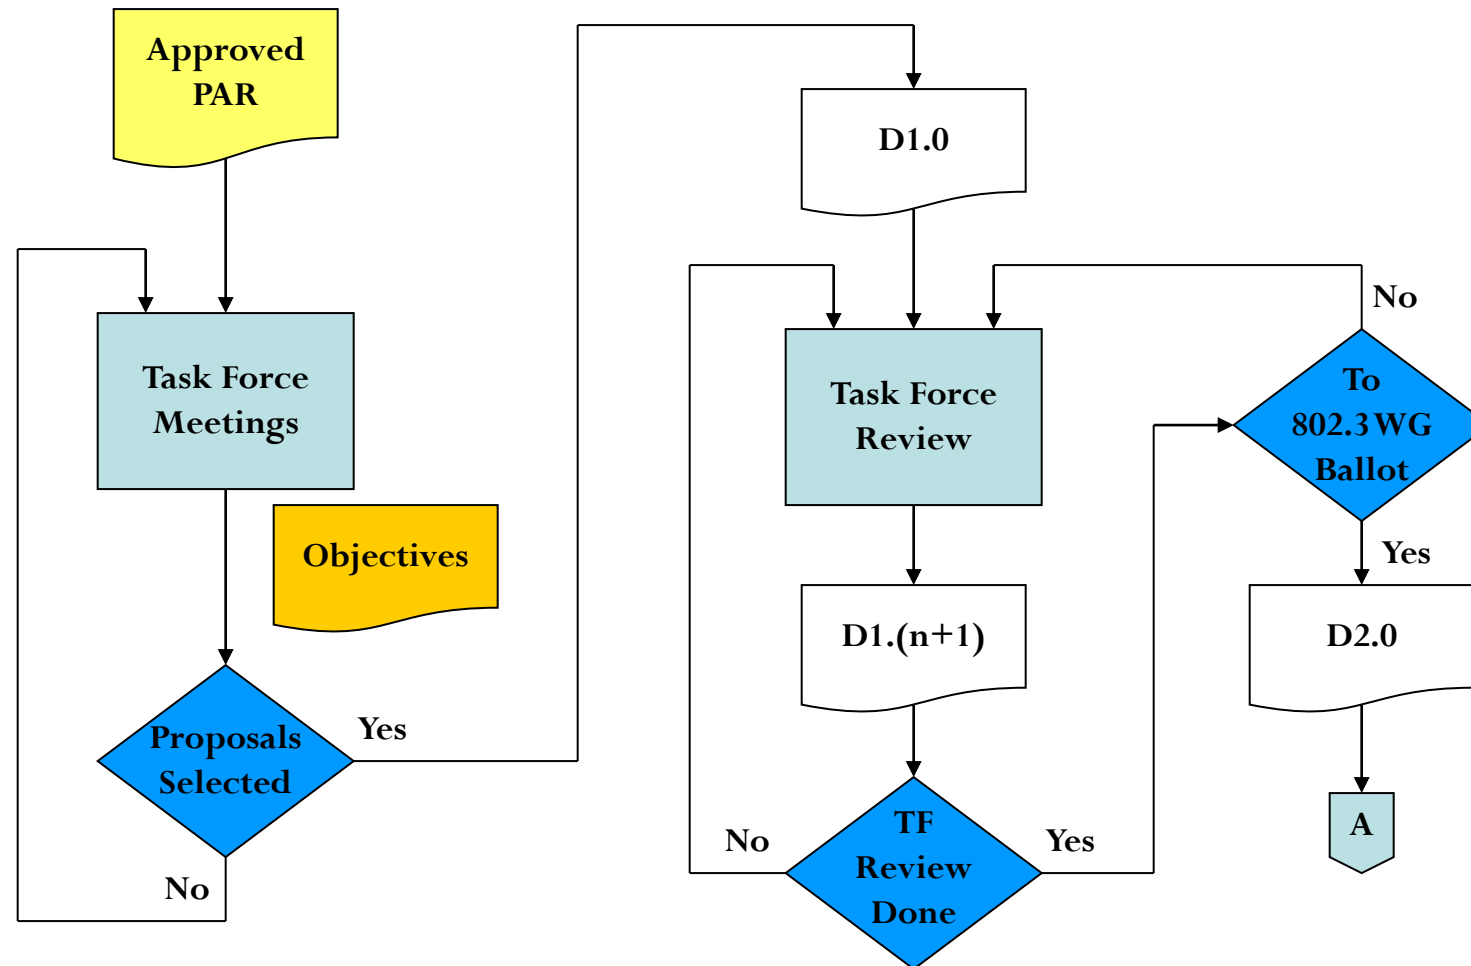 Approved
PAR
Task Force
Meetings
Objectives
Proposals
Selected
Yes
No
D1.0
Task Force
Review
D1.(n+1)
TF
Review
Done
No
Yes
To
802.3 WG
Ballot
No
Yes
D2.0
A